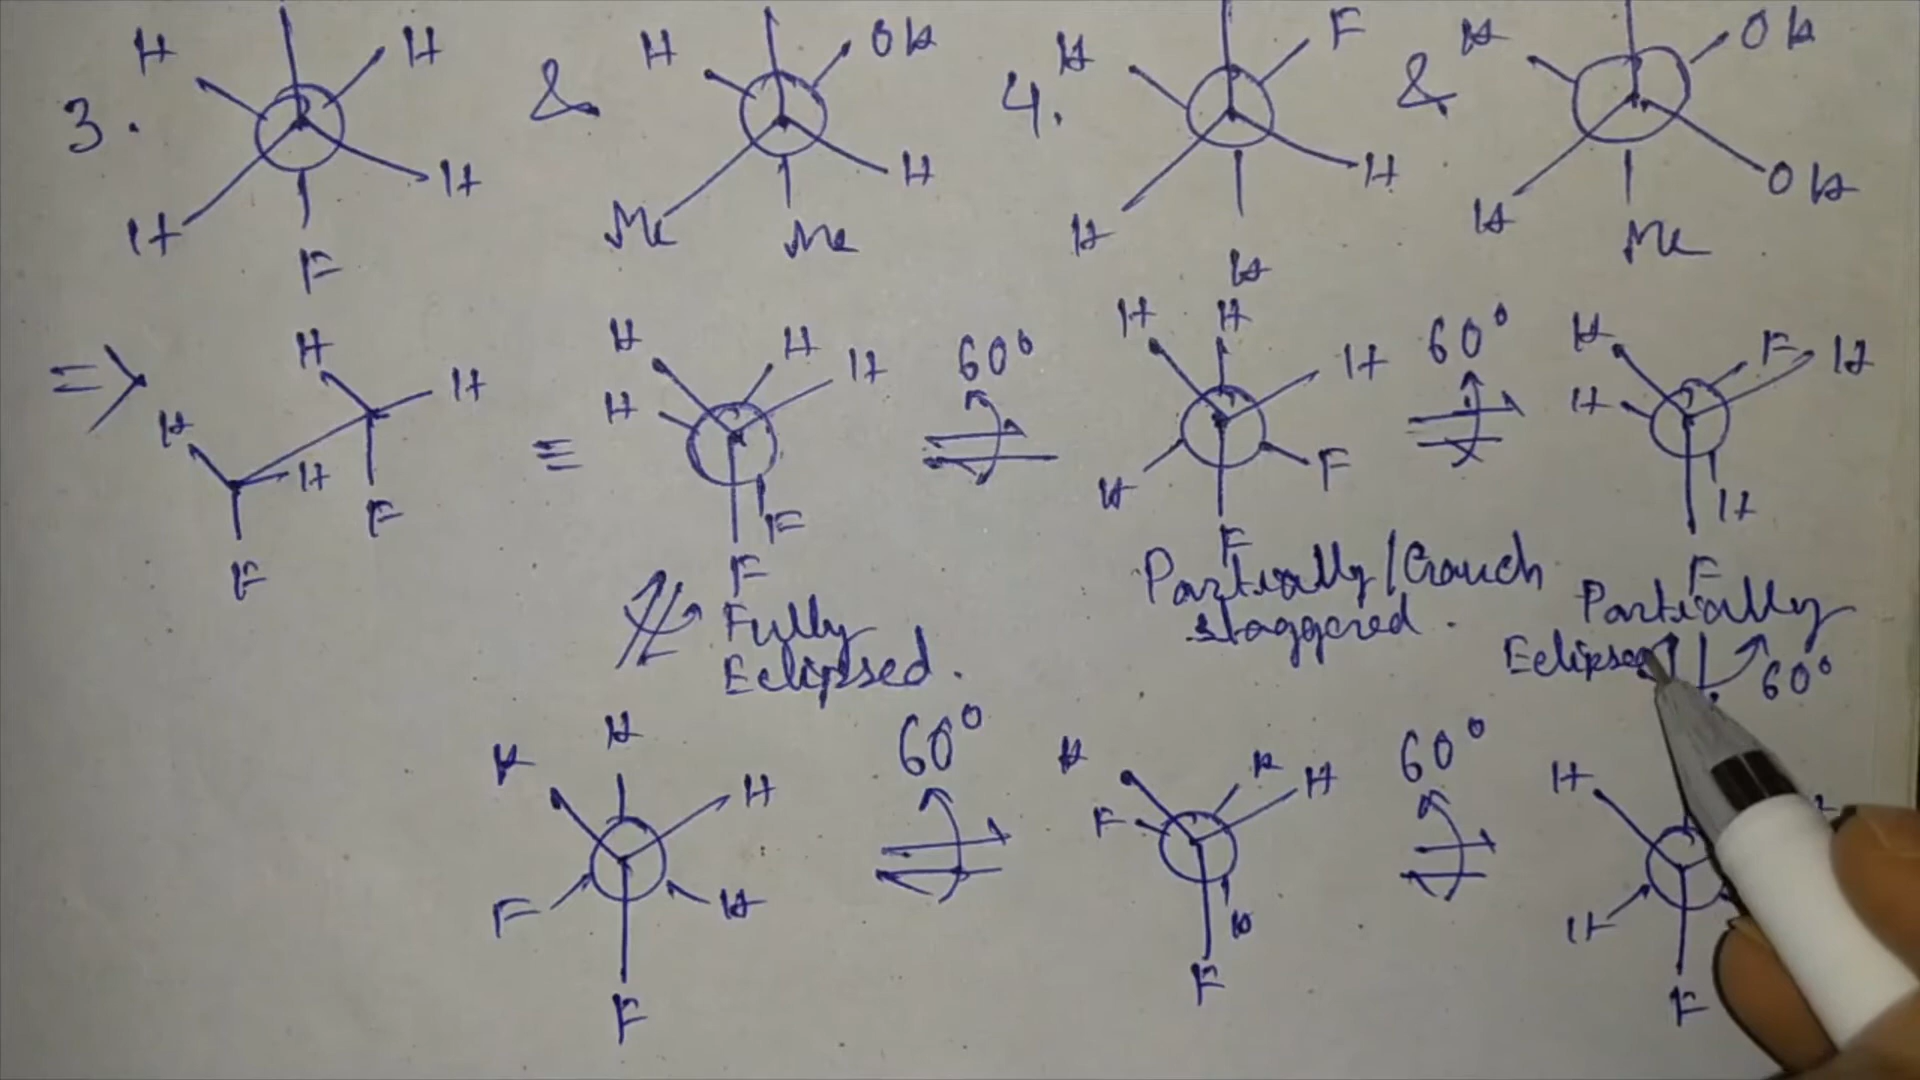 3. H H H H F & H OH H Me Me 4. H F H H H & H OH OH H Me
⇒ H H H H F F ≡ H H H H F F 60° H H H H F F 60° H F H H H F
Fully Eclipsed.
Partially/Gauch staggered.
Partially Eclipsed 60°
H H H F H F 60° H H H F H F 60° H H F